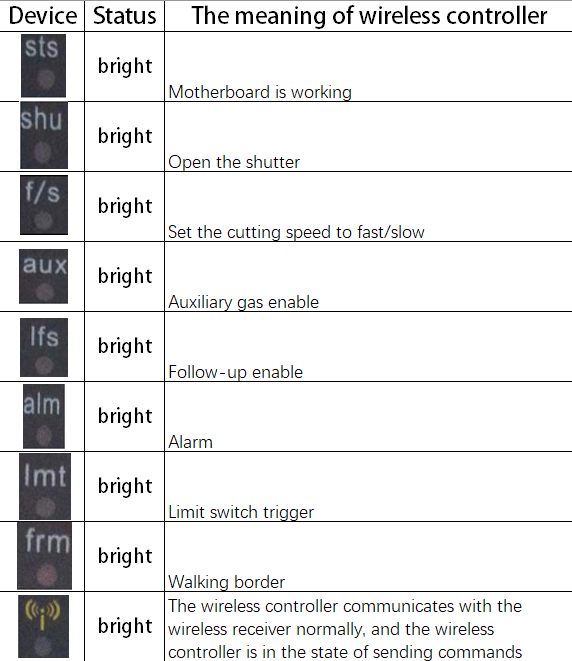 Device Status The meaning of wireless controller
sts bright Motherboard is working
shu bright Open the shutter
f/s bright Set the cutting speed to fast/slow
aux bright Auxiliary gas enable
lfs bright Follow-up enable
alm bright Alarm
lmt bright Limit switch trigger
frm bright Walking border
bright The wireless controller communicates with the
wireless receiver normally, and the wireless
controller is in the state of sending commands